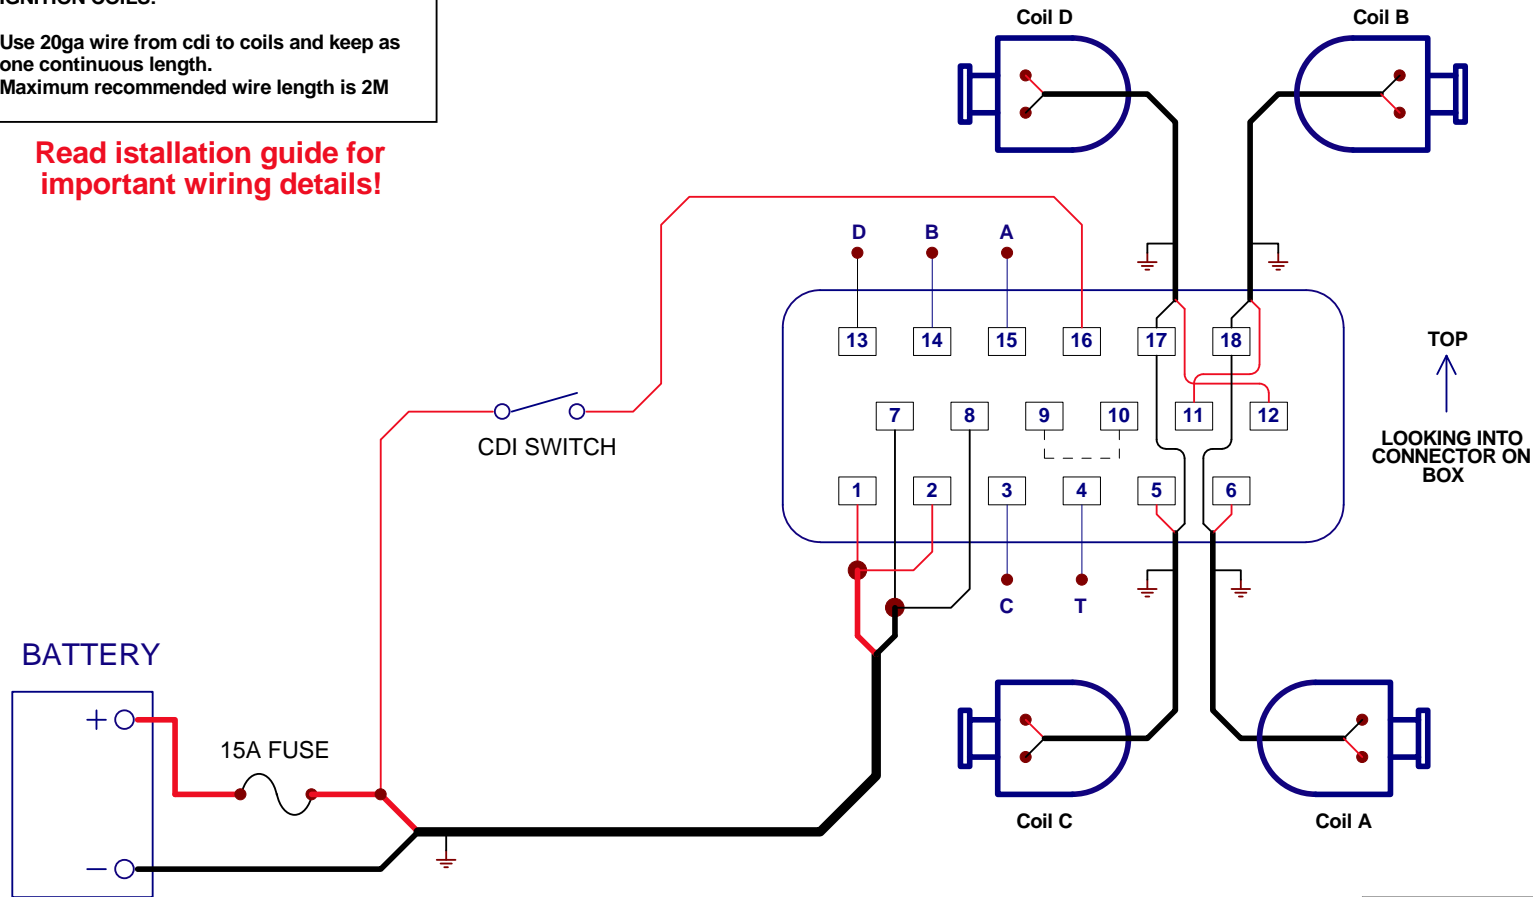 IGNITION COILS:
Use 20ga wire from cdi to coils and keep as
one continuous length.
Maximum recommended wire length is 2M
Read istallation guide for
important wiring details!
Coil D
Coil B
D
B
A
13
14
15
16
17
18
TOP
7
8
9
10
11
12
CDI SWITCH
LOOKING INTO
CONNECTOR ON
BOX
1
2
3
4
5
6
C
T
BATTERY
+
15A FUSE
−
Coil C
Coil A